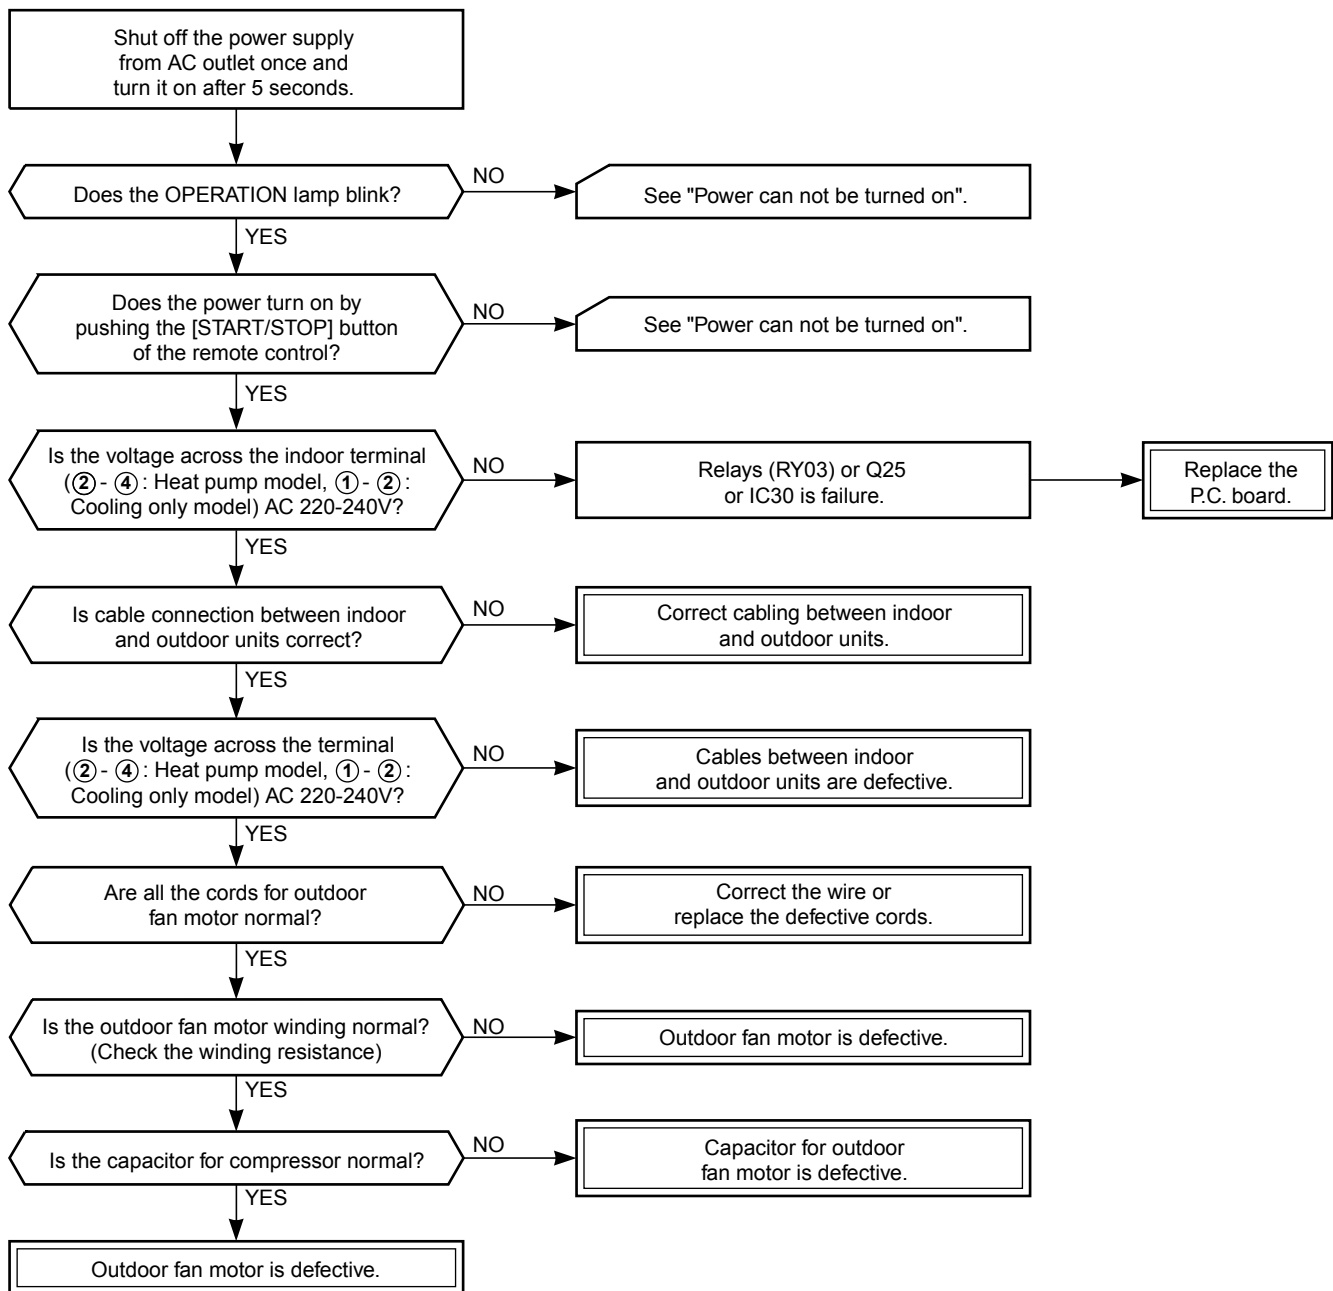 Shut off the power supply
from AC outlet once and
turn it on after 5 seconds.
Does the OPERATION lamp blink?
NO
See "Power can not be turned on".
YES
Does the power turn on by
pushing the [START/STOP] button
of the remote control?
NO
See "Power can not be turned on".
YES
Is the voltage across the indoor terminal
(② - ④ : Heat pump model, ① - ② :
Cooling only model) AC 220-240V?
NO
Relays (RY03) or Q25
or IC30 is failure.
Replace the
P.C. board.
YES
Is cable connection between indoor
and outdoor units correct?
NO
Correct cabling between indoor
and outdoor units.
YES
Is the voltage across the terminal
(② - ④ : Heat pump model, ① - ② :
Cooling only model) AC 220-240V?
NO
Cables between indoor
and outdoor units are defective.
YES
Are all the cords for outdoor
fan motor normal?
NO
Correct the wire or
replace the defective cords.
YES
Is the outdoor fan motor winding normal?
(Check the winding resistance)
NO
Outdoor fan motor is defective.
YES
Is the capacitor for compressor normal?
NO
Capacitor for outdoor
fan motor is defective.
YES
Outdoor fan motor is defective.